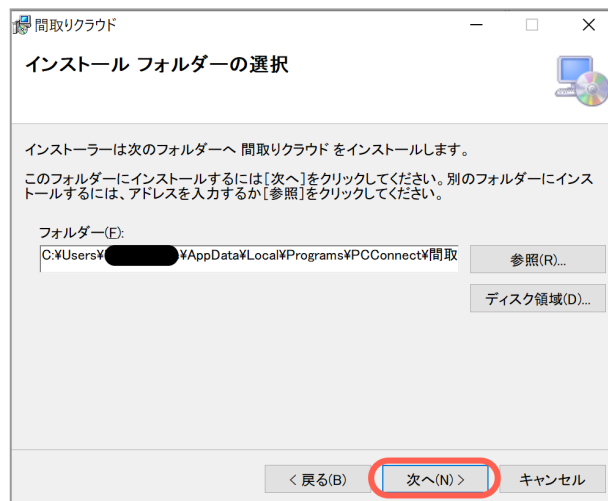 間取りクラウド
インストール フォルダーの選択
インストーラーは次のフォルダーへ 間取りクラウド をインストールします。
このフォルダーにインストールするには[次へ]をクリックしてください。別のフォルダーにインス
トールするには、アドレスを入力するか[参照]をクリックしてください。
フォルダー(F):
C:¥Users¥ ¥AppData¥Local¥Programs¥PCConnect¥間取
参照(R)...
ディスク領域(D)...
< 戻る(B)
次へ(N) >
キャンセル